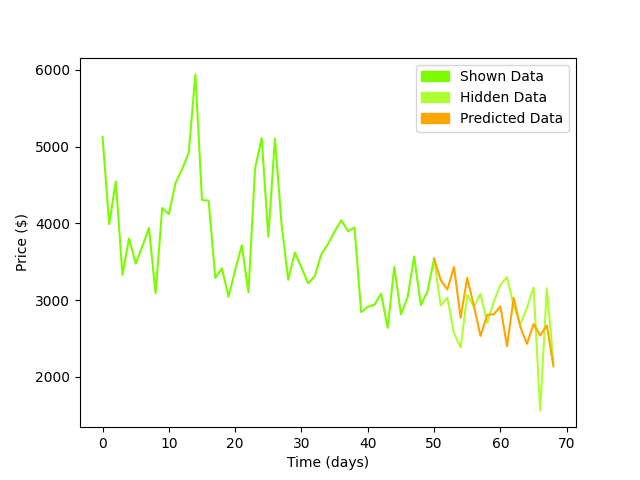 Shown Data
Hidden Data
Predicted Data
Price ($)
6000
5000
4000
3000
2000
0 10 20 30 40 50 60 70
Time (days)